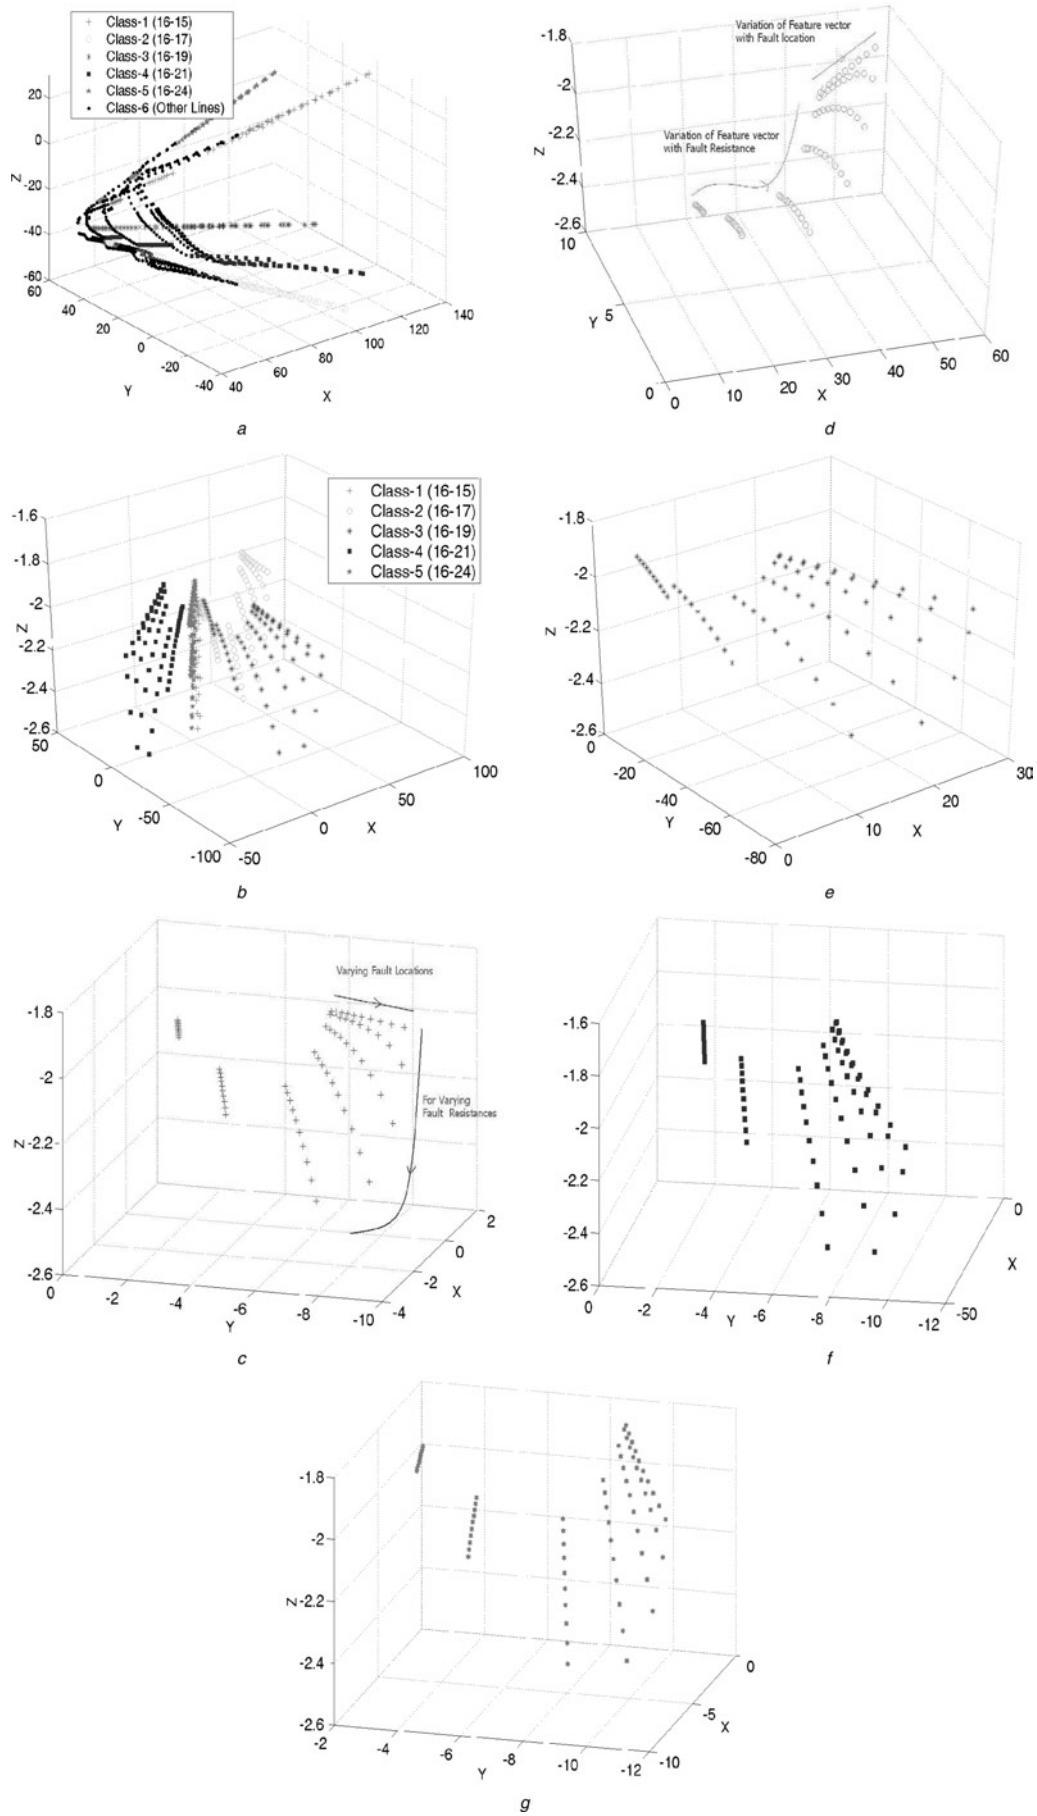 Class-1 (16-15)
Class-2 (16-17)
Class-3 (16-19)
Class-4 (16-21)
Class-5 (16-24)
Class-6 (Other Lines)
20
0
-20
-40
-60
Z
60
40
20
0
-20
-40
Y
40
60
80
100
120
140
X
a
Variation of Feature vector
with Fault location
Variation of Feature vector
with Fault Resistance
-1.8
-2
-2.2
-2.4
-2.6
Z
10
5
0
Y
0
10
20
30
40
50
60
X
d
Class-1 (16-15)
Class-2 (16-17)
Class-3 (16-19)
Class-4 (16-21)
Class-5 (16-24)
-1.6
-1.8
-2
-2.2
-2.4
-2.6
Z
50
0
-50
-100
Y
-50
0
50
100
X
b
-1.8
-2
-2.2
-2.4
-2.6
Z
0
-20
-40
-60
-80
Y
0
10
20
30
X
e
Varying Fault Locations
For Varying
Fault Resistances
-1.8
-2
-2.2
-2.4
-2.6
Z
0
-2
-4
-6
-8
-10
Y
-4
-2
0
2
X
c
-1.6
-1.8
-2
-2.2
-2.4
-2.6
0
-2
-4
-6
-8
-10
-12
Y
-50
0
X
f
-1.8
-2
-2.2
-2.4
-2.6
Z
-2
-4
-6
-8
-10
-12
Y
-10
-5
0
X
g